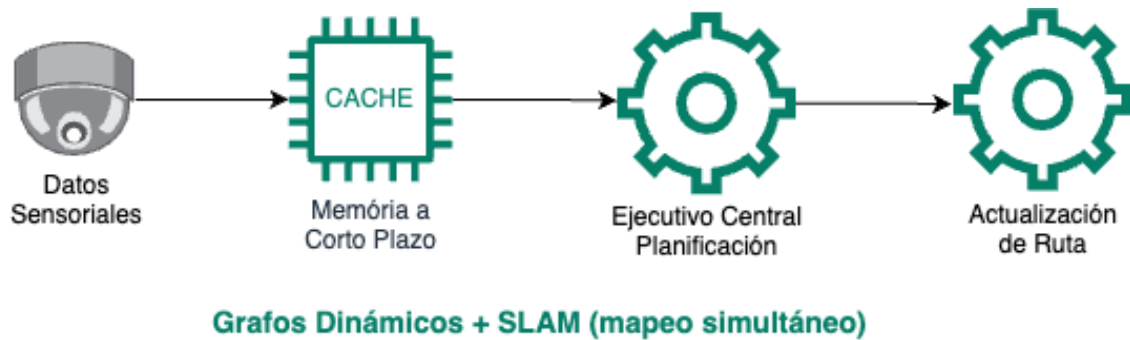 CACHE
Datos
Sensoriales
Memória a
Corto Plazo
Ejecutivo Central
Planificación
Actualización
de Ruta
Grafos Dinámicos + SLAM (mapeo simultáneo)